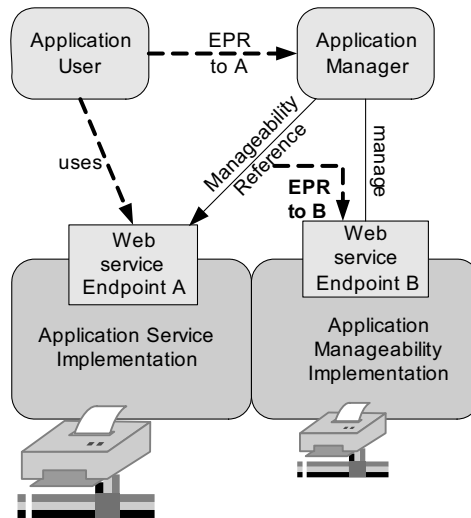 Application
User
EPR
to A
Application
Manager
uses
Manageability
Reference
manage
EPR
to B
Web
service
Endpoint A
Web
service
Endpoint B
Application Service
Implementation
Application
Manageability
Implementation